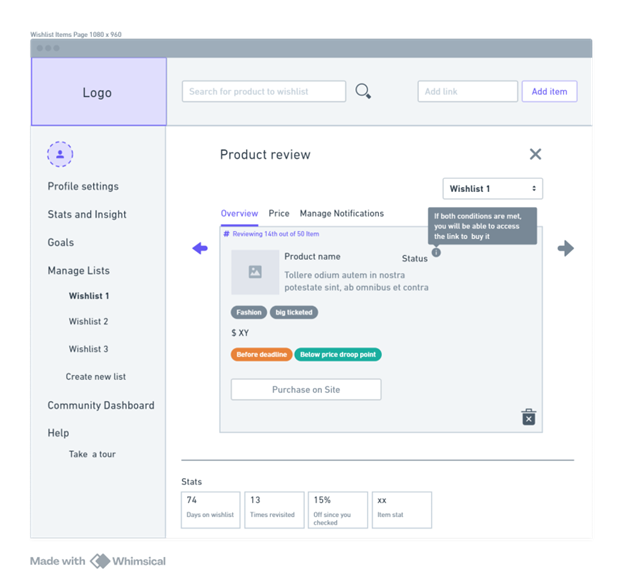 Wishlist Items Page 1080 x 960
Logo
Search for product to wishlist
Add link
Add item
Profile settings
Stats and Insight
Goals
Manage Lists
Wishlist 1
Wishlist 2
Wishlist 3
Create new list
Community Dashboard
Help
Take a tour
Product review
Wishlist 1
Overview Price Manage Notifications
If both conditions are met,
you will be able to access
the link to buy it
# Reviewing 14th out of 50 Item
Product name
Status
Tollere odium autem in nostra
potestate sint, ab omnibus et contra
Fashion big ticketed
$ XY
Before deadline Below price droop point
Purchase on Site
Stats
74
Days on wishlist
13
Times revisited
15%
Off since you
checked
xx
Item stat
Made with Whimsical